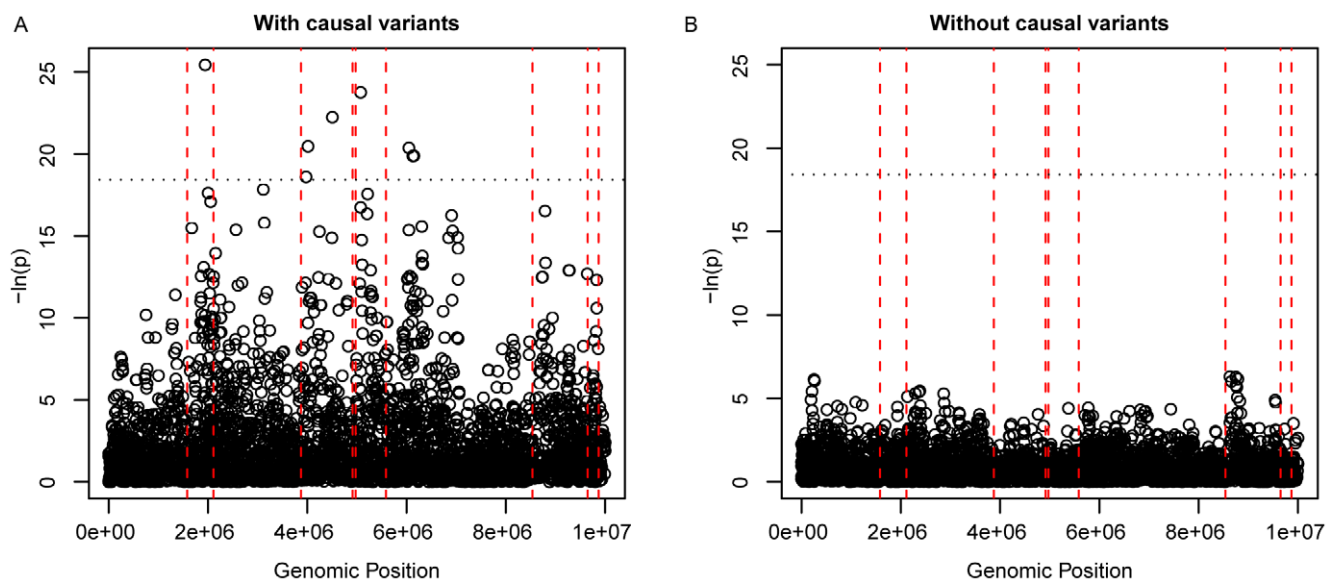 A
With causal variants
25
20
15
10
5
0
−ln(p)
0e+00 2e+06 4e+06 6e+06 8e+06 1e+07
Genomic Position
B
Without causal variants
25
20
15
10
5
0
−ln(p)
0e+00 2e+06 4e+06 6e+06 8e+06 1e+07
Genomic Position